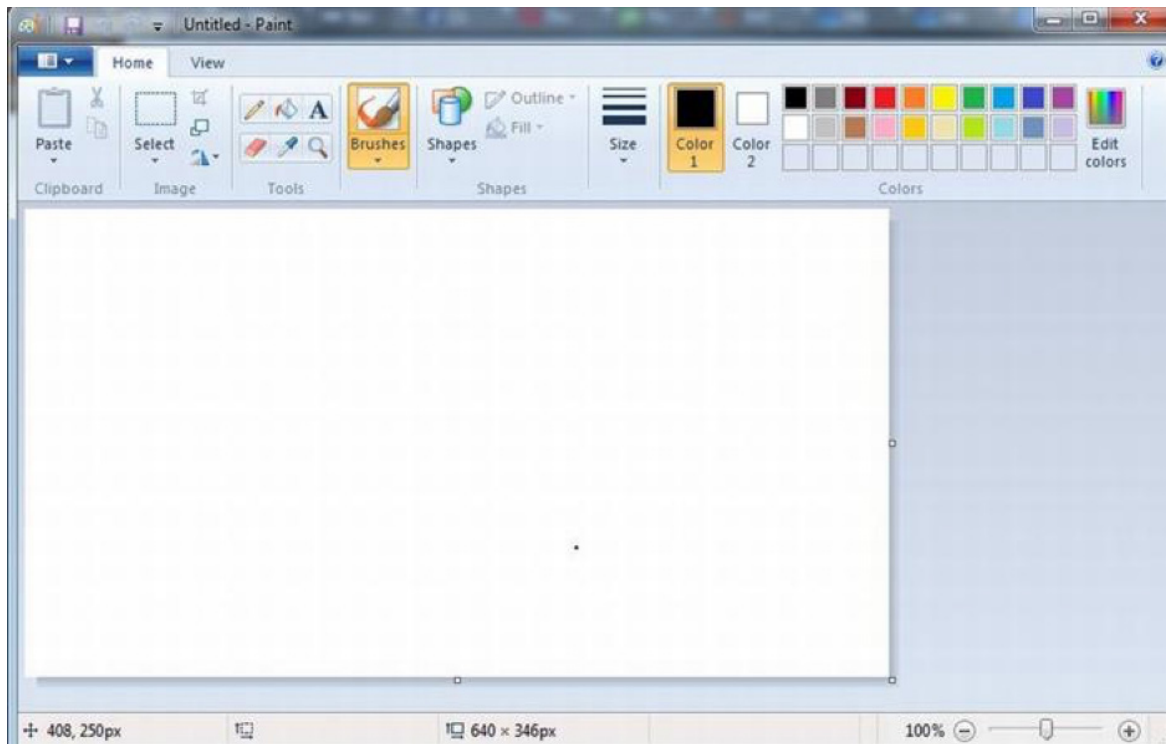 Untitled - Paint
Home View
Paste Select A Brushes Shapes Outline Fill Size Color 1 Color 2 Edit colors
Clipboard Image Tools Shapes Colors
408, 250px 640 × 346px 100%